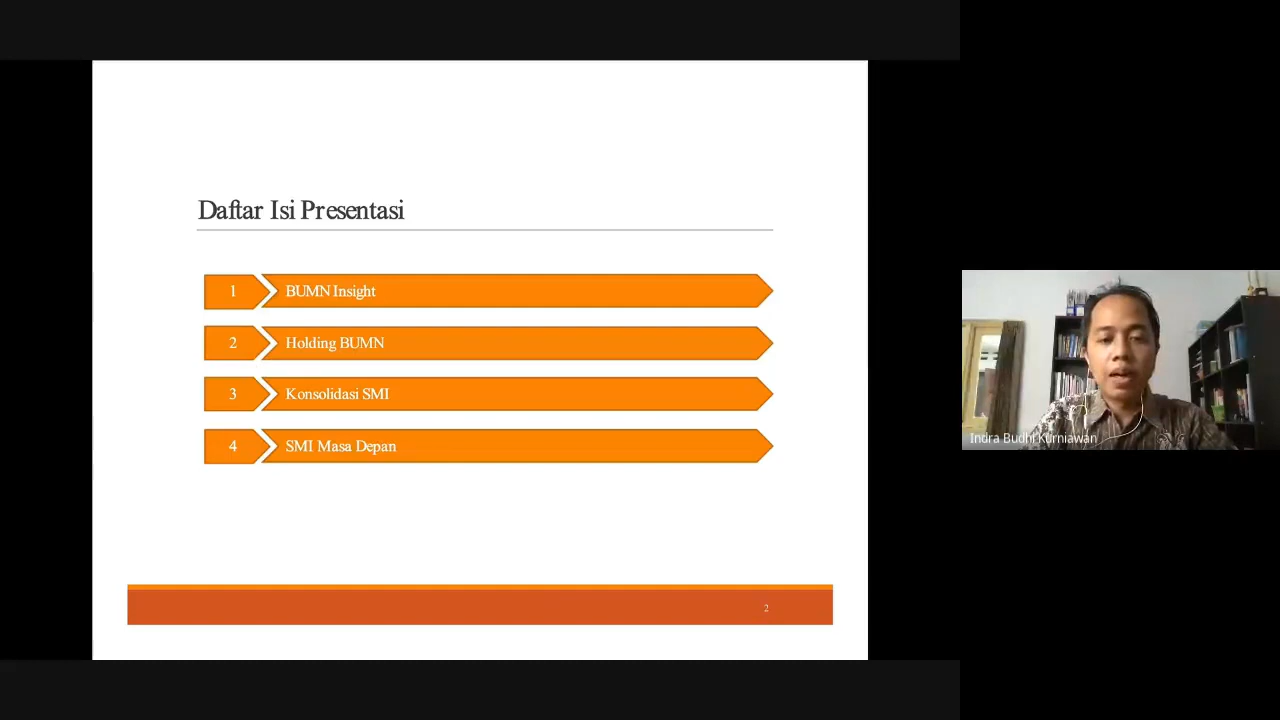 Daftar Isi Presentasi
1 BUMN Insight
2 Holding BUMN
3 Konsolidasi SMI
4 SMI Masa Depan
2
Indra Budhi Kurniawan